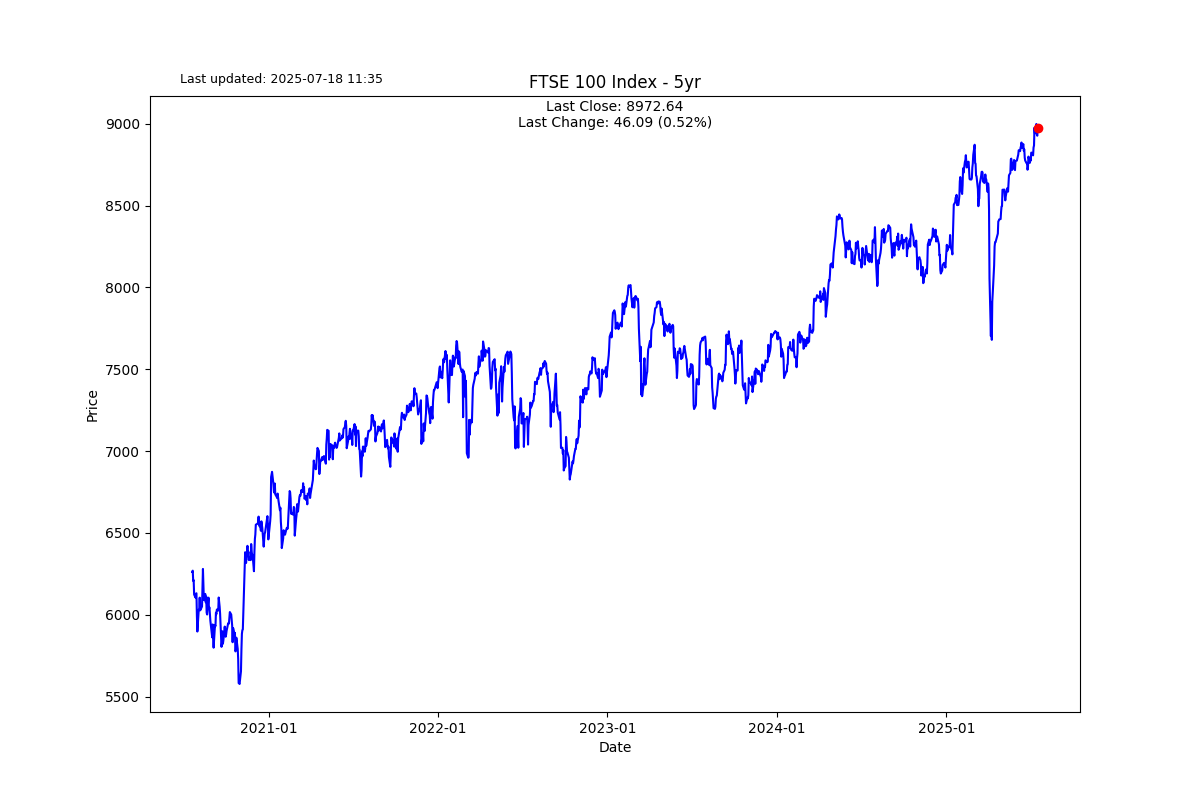 Last updated: 2025-07-18 11:35
FTSE 100 Index - 5yr
Last Close: 8972.64
Last Change: 46.09 (0.52%)
9000
8500
8000
7500
7000
6500
6000
5500
Price
2021-01
2022-01
2023-01
2024-01
2025-01
Date